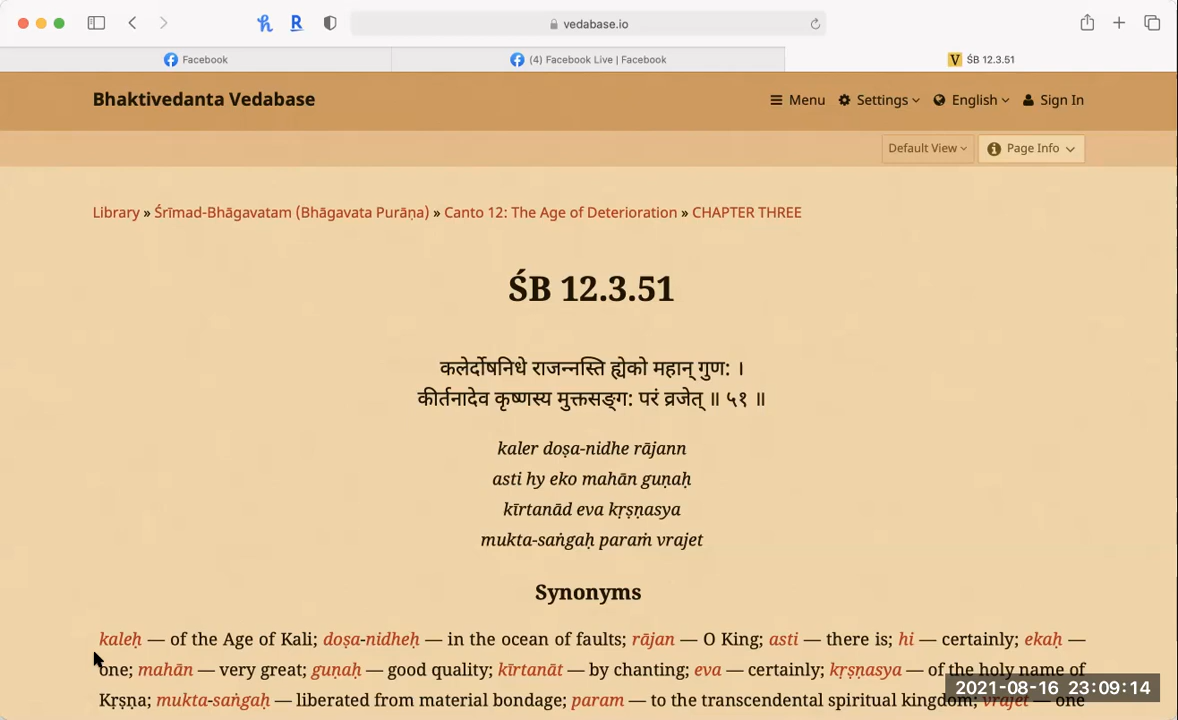 vedabase.io
Facebook
(4) Facebook Live | Facebook
ŚB 12.3.51
Bhaktivedanta Vedabase
Menu Settings English Sign In
Default View Page Info
Library » Śrīmad-Bhāgavatam (Bhāgavata Purāṇa) » Canto 12: The Age of Deterioration » CHAPTER THREE
ŚB 12.3.51
कलेर्दोषनिधे राजन्नस्ति ह्येको महान् गुण: ।
कीर्तनादेव कृष्णस्य मुक्तसङ्ग: परं व्रजेत् ॥ ५१ ॥
kaler doṣa-nidhe rājann
asti hy eko mahān guṇaḥ
kīrtanād eva kṛṣṇasya
mukta-saṅgaḥ paraṁ vrajet
Synonyms
kaleḥ — of the Age of Kali; doṣa-nidheḥ — in the ocean of faults; rājan — O King; asti — there is; hi — certainly; ekaḥ —
one; mahān — very great; guṇaḥ — good quality; kīrtanāt — by chanting; eva — certainly; kṛṣṇasya — of the holy name of
Kṛṣṇa; mukta-saṅgaḥ — liberated from material bondage; param — to the transcendental spiritual kingdom; vrajet — one
2021-08-16 23:09:14